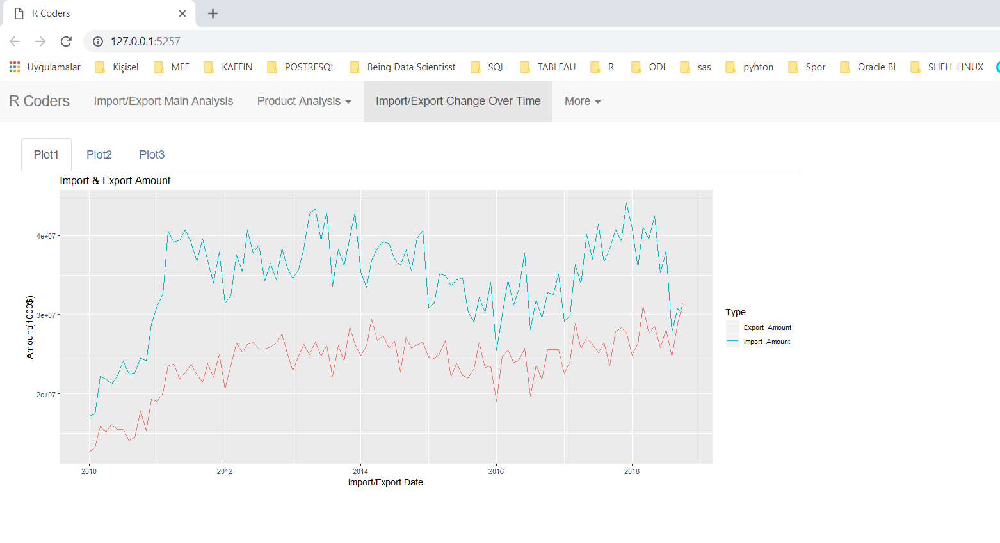 R Coders
127.0.0.1:5257
Uygulamalar Kişisel MEF KAFEIN POSTRESQL Being Data Scientisst SQL TABLEAU R ODI sas pyhton Spor Oracle BI SHELL LINUX
R Coders Import/Export Main Analysis Product Analysis Import/Export Change Over Time More
Plot1 Plot2 Plot3
Import & Export Amount
4e+07
3e+07
2e+07
Amount(1000$)
2010 2012 2014 2016 2018
Import/Export Date
Type
Export_Amount
Import_Amount